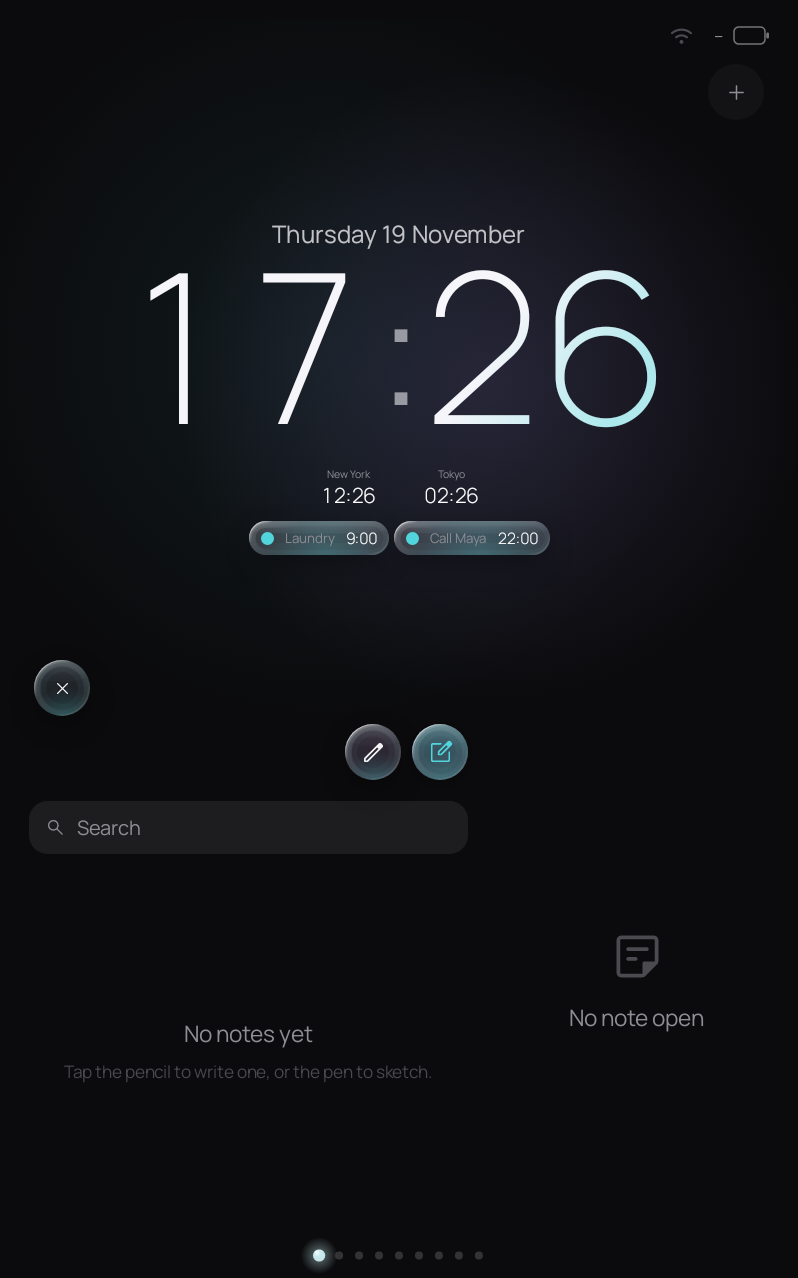 –
Thursday 19 November
17:26
New York Tokyo
12:26 02:26
Laundry 9:00 Call Maya 22:00
Search
No note open
No notes yet
Tap the pencil to write one, or the pen to sketch.